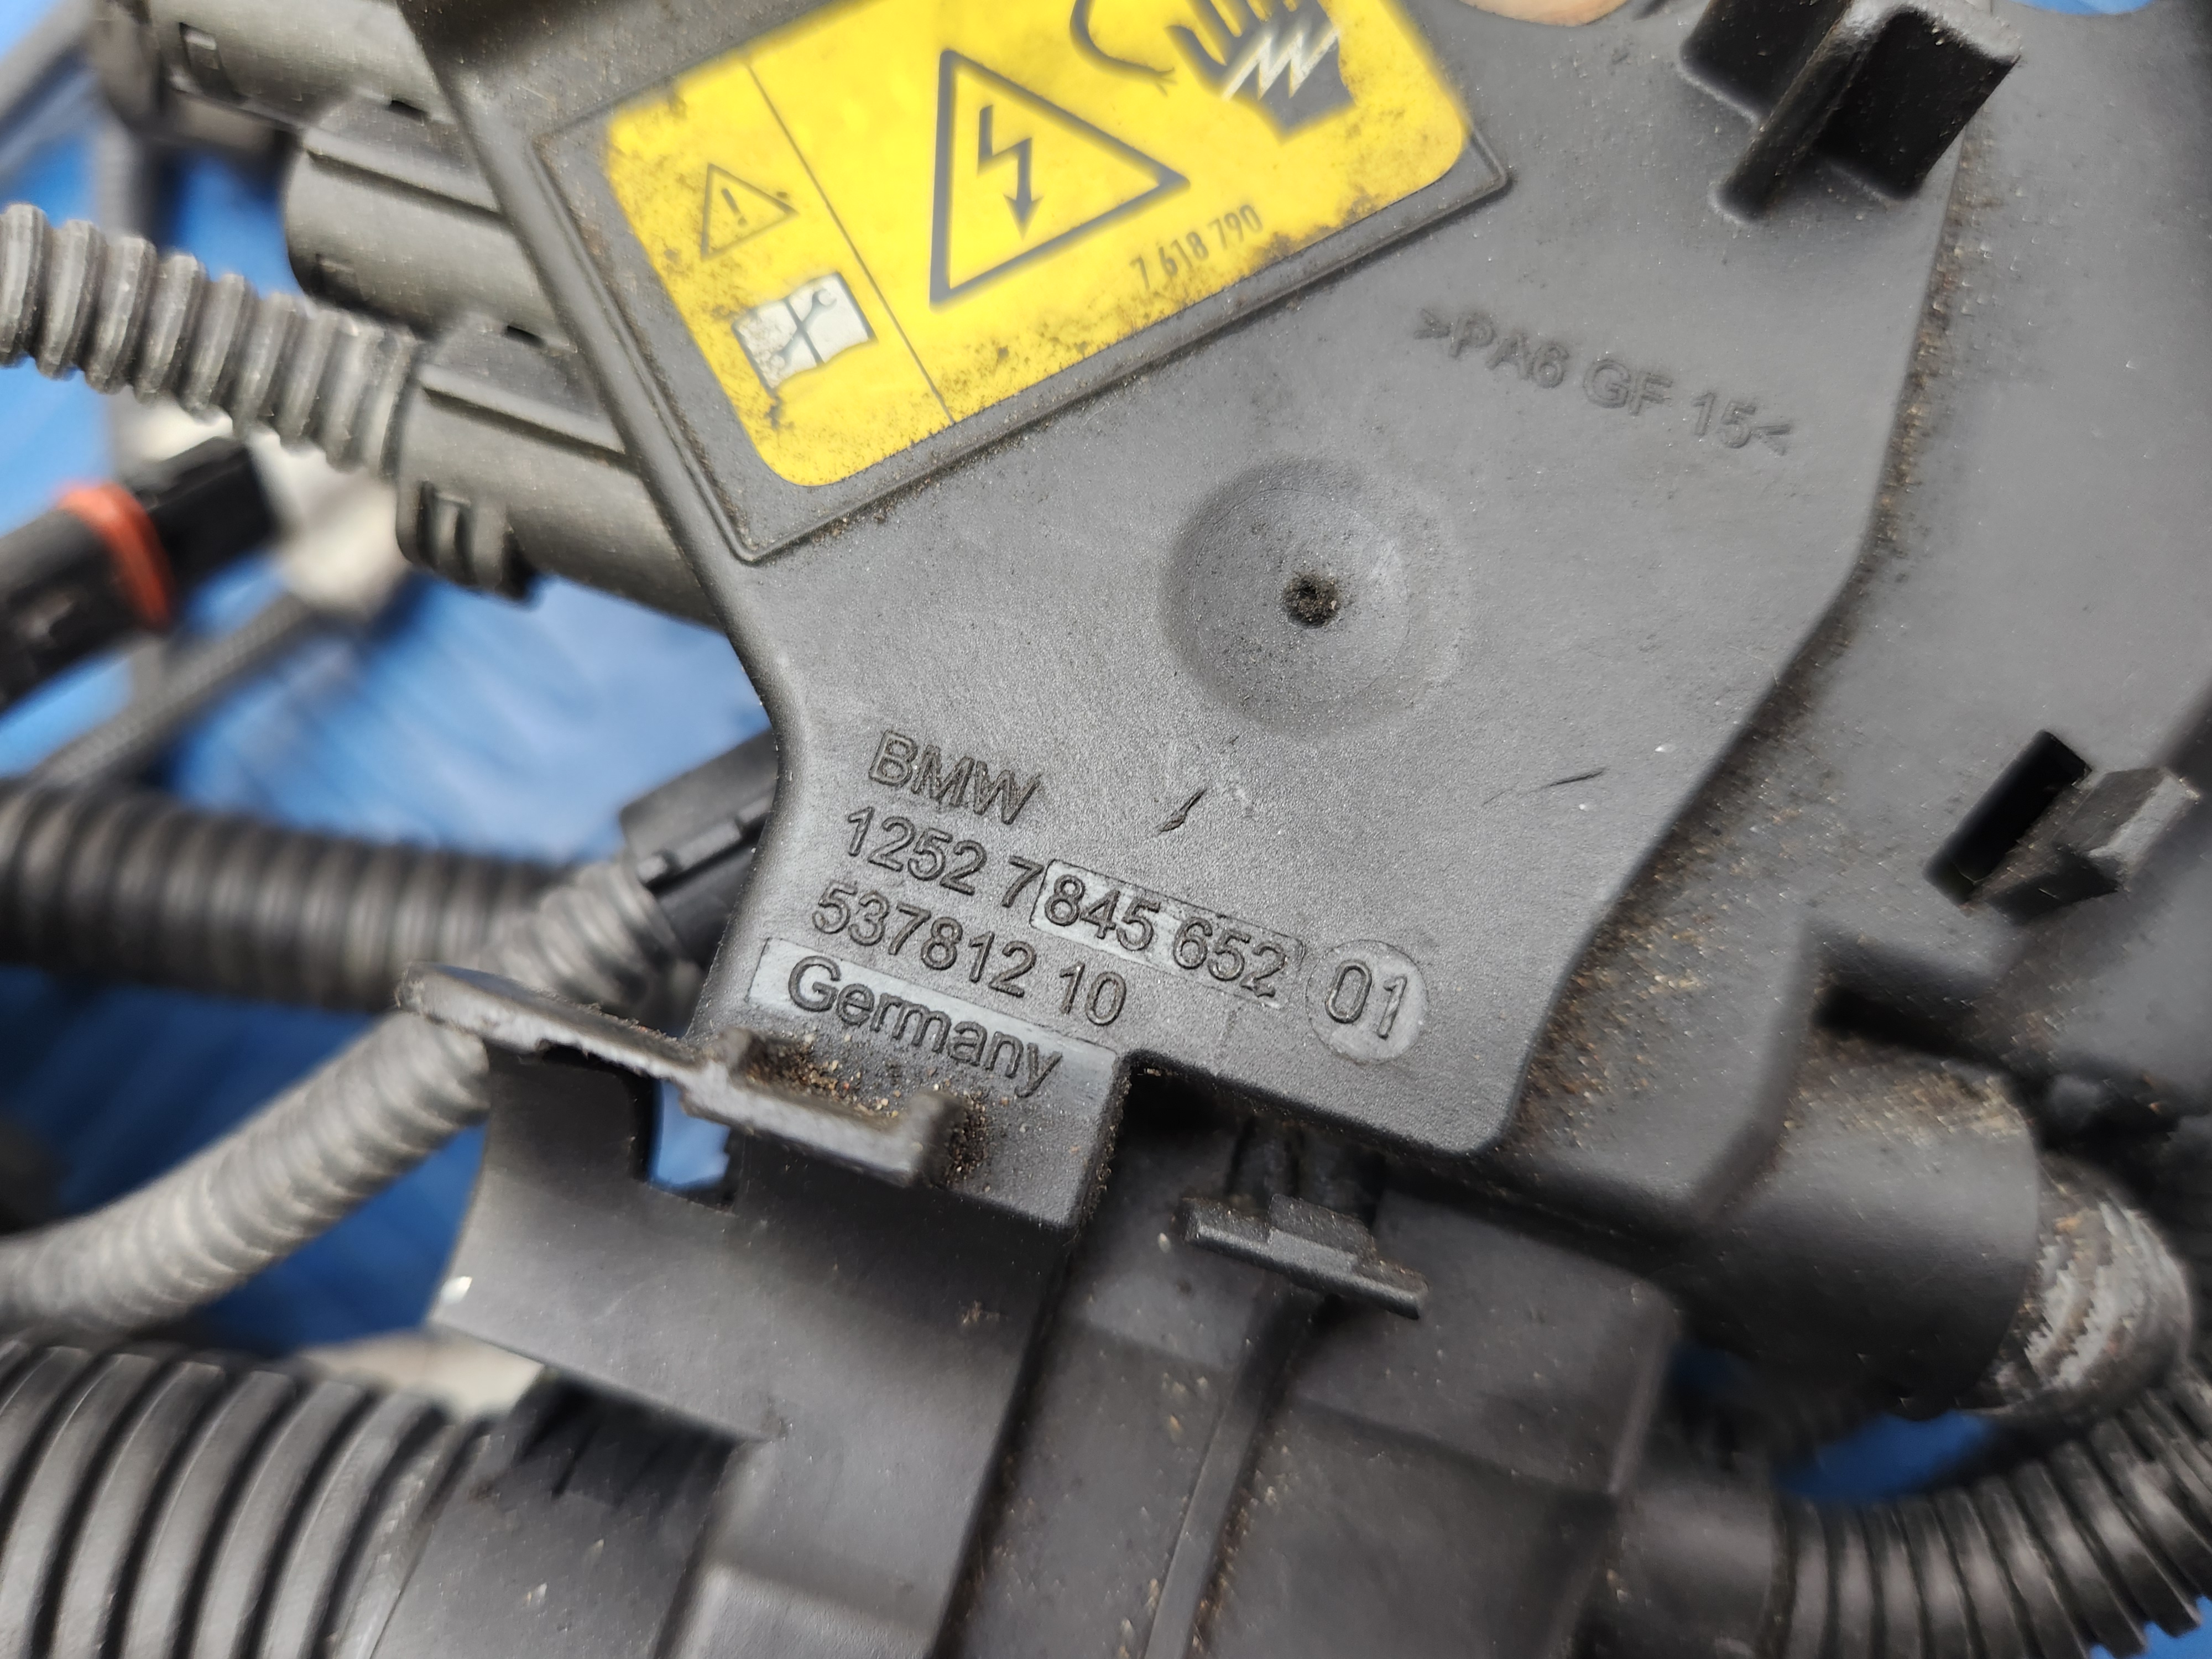 7 618 790
>PA6 GF 15<
BMW
1252 7845 652 01
537812 10
Germany